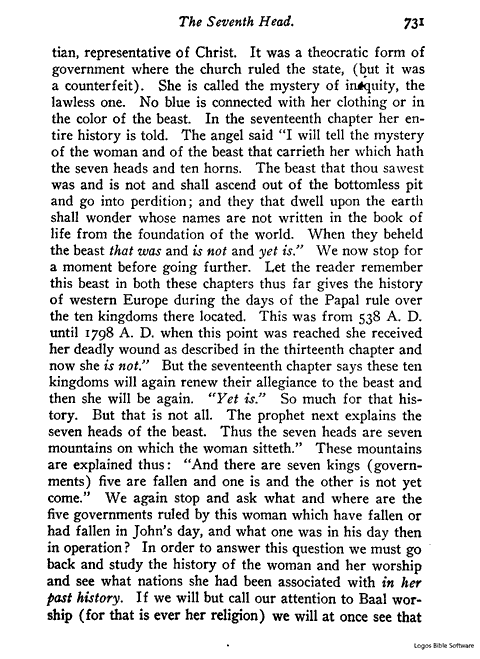 The Seventh Head. 731
tian, representative of Christ. It was a theocratic form of
government where the church ruled the state, (but it was
a counterfeit). She is called the mystery of iniquity, the
lawless one. No blue is connected with her clothing or in
the color of the beast. In the seventeenth chapter her en-
tire history is told. The angel said "I will tell the mystery
of the woman and of the beast that carrieth her which hath
the seven heads and ten horns. The beast that thou sawest
was and is not and shall ascend out of the bottomless pit
and go into perdition; and they that dwell upon the earth
shall wonder whose names are not written in the book of
life from the foundation of the world. When they beheld
the beast that was and is not and yet is." We now stop for
a moment before going further. Let the reader remember
this beast in both these chapters thus far gives the history
of western Europe during the days of the Papal rule over
the ten kingdoms there located. This was from 538 A. D.
until 1798 A. D. when this point was reached she received
her deadly wound as described in the thirteenth chapter and
now she is not." But the seventeenth chapter says these ten
kingdoms will again renew their allegiance to the beast and
then she will be again. "Yet is." So much for that his-
tory. But that is not all. The prophet next explains the
seven heads of the beast. Thus the seven heads are seven
mountains on which the woman sitteth." These mountains
are explained thus: "And there are seven kings (govern-
ments) five are fallen and one is and the other is not yet
come." We again stop and ask what and where are the
five governments ruled by this woman which have fallen or
had fallen in John's day, and what one was in his day then
in operation? In order to answer this question we must go
back and study the history of the woman and her worship
and see what nations she had been associated with in her
past history. If we will but call our attention to Baal wor-
ship (for that is ever her religion) we will at once see that
Logos Bible Software